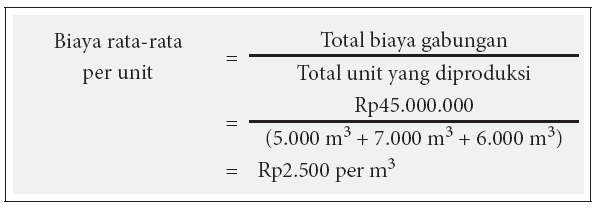 Biaya rata-rata per unit = Total biaya gabungan / Total unit yang diproduksi
= Rp45.000.000 / (5.000 m³ + 7.000 m³ + 6.000 m³)
= Rp2.500 per m³